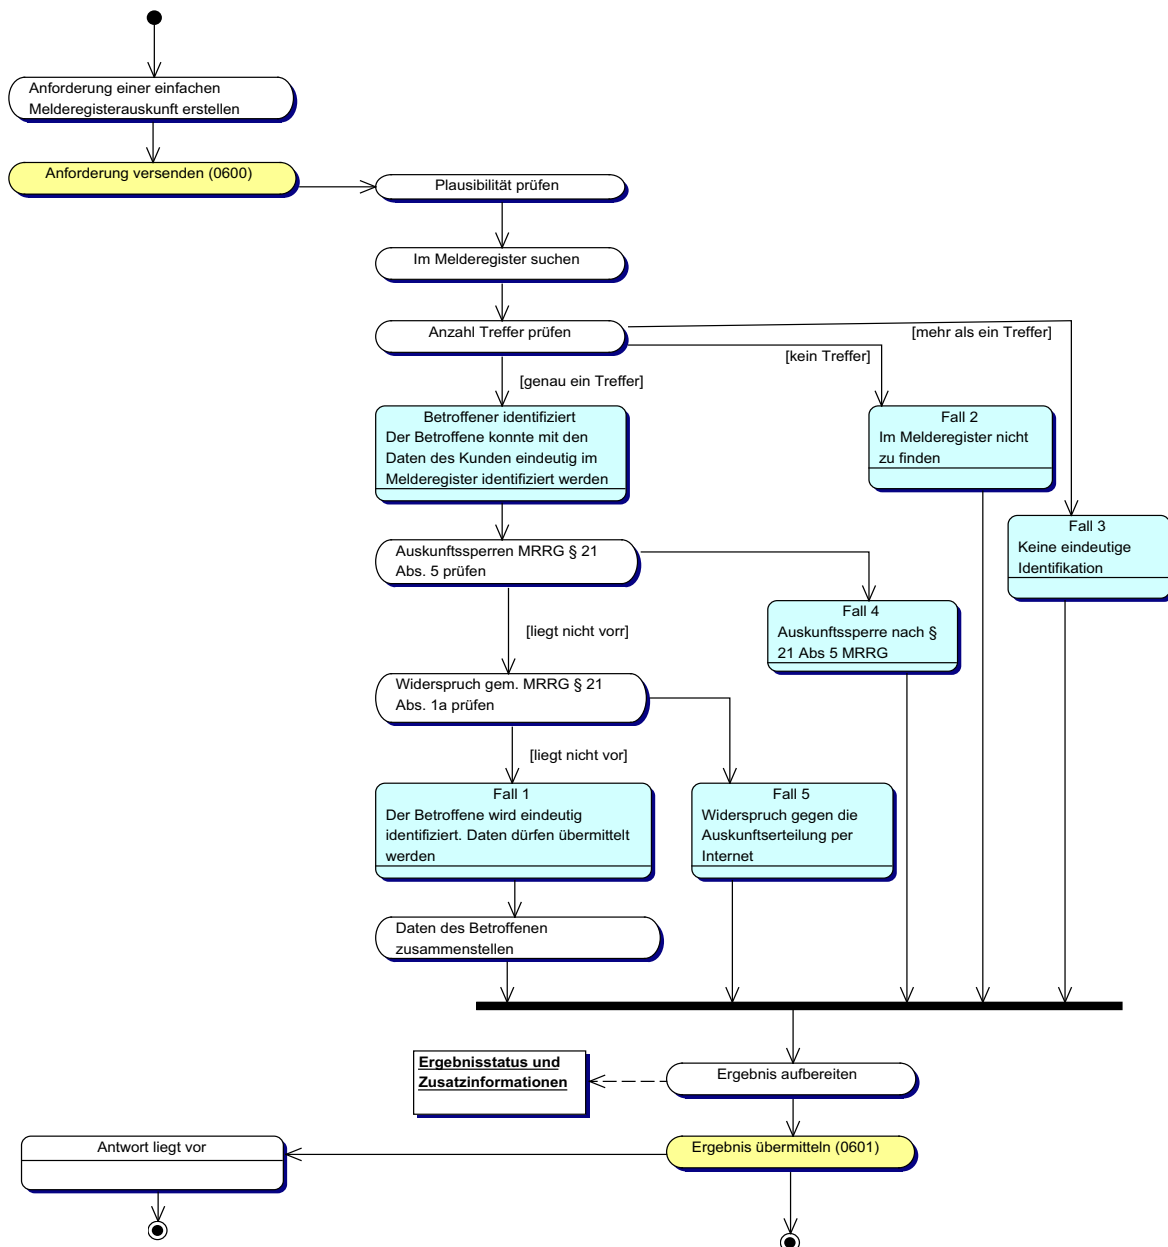 Anforderung einer einfachen
Melderegisterauskunft erstellen
Anforderung versenden (0600)
Plausibilität prüfen
Im Melderegister suchen
Anzahl Treffer prüfen
[mehr als ein Treffer]
[kein Treffer]
[genau ein Treffer]
Betroffener identifiziert
Der Betroffene konnte mit den
Daten des Kunden eindeutig im
Melderegister identifiziert werden
Fall 2
Im Melderegister nicht
zu finden
Fall 3
Keine eindeutige
Identifikation
Auskunftssperren MRRG § 21
Abs. 5 prüfen
Fall 4
Auskunftssperre nach §
21 Abs 5 MRRG
[liegt nicht vorr]
Widerspruch gem. MRRG § 21
Abs. 1a prüfen
[liegt nicht vor]
Fall 1
Der Betroffene wird eindeutig
identifiziert. Daten dürfen übermittelt
werden
Fall 5
Widerspruch gegen die
Auskunftserteilung per
Internet
Daten des Betroffenen
zusammenstellen
Ergebnisstatus und
Zusatzinformationen
Ergebnis aufbereiten
Antwort liegt vor
Ergebnis übermitteln (0601)